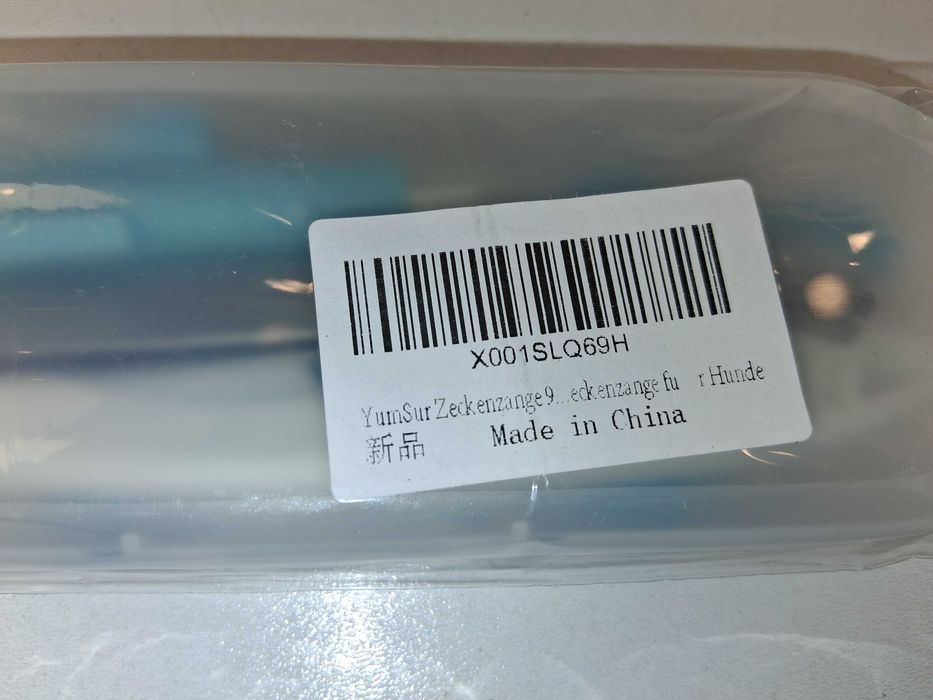 X001SLQ69H
YumSur Zeckenzange 9...eckenzange fu r Hunde
新品 Made in China